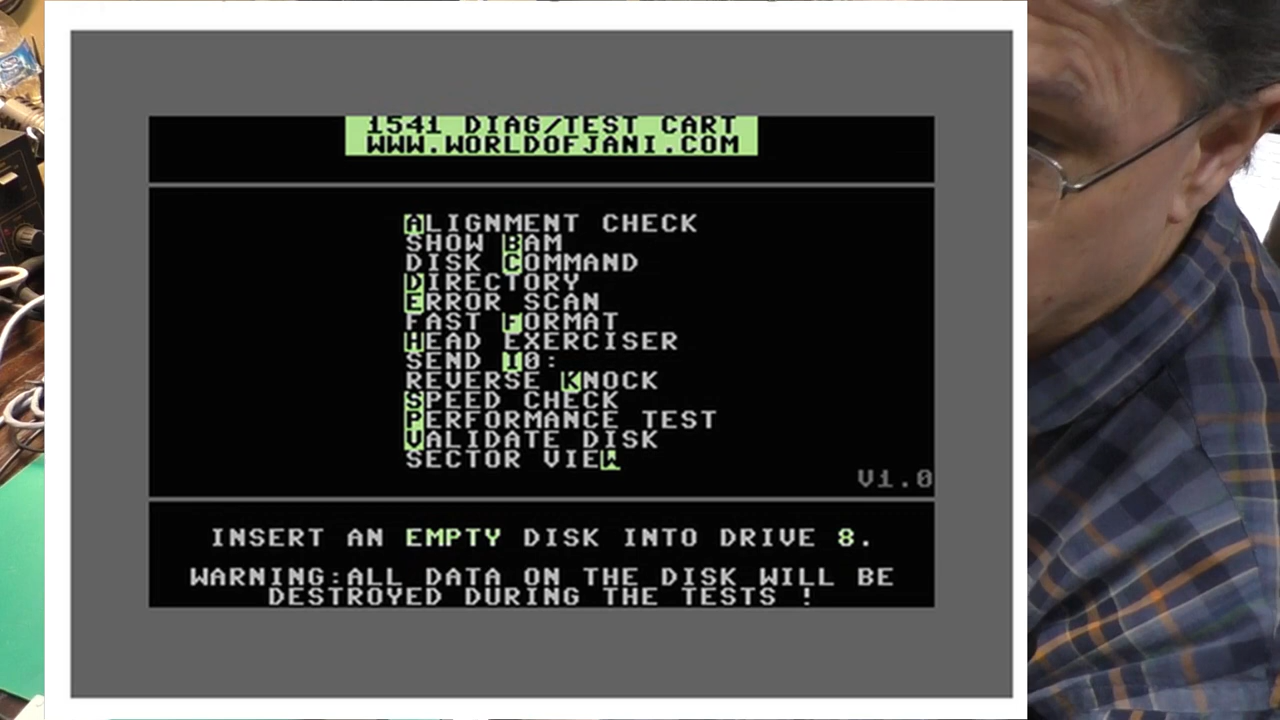 1541 DIAG/TEST CART
WWW.WORLDOFJANI.COM
ALIGNMENT CHECK
SHOW BAM
DISK COMMAND
DIRECTORY
ERROR SCAN
FAST FORMAT
HEAD EXERCISER
SEND I0:
REVERSE KNOCK
SPEED CHECK
PERFORMANCE TEST
VALIDATE DISK
SECTOR VIEW
V1.0
INSERT AN EMPTY DISK INTO DRIVE 8.
WARNING:ALL DATA ON THE DISK WILL BE
DESTROYED DURING THE TESTS !